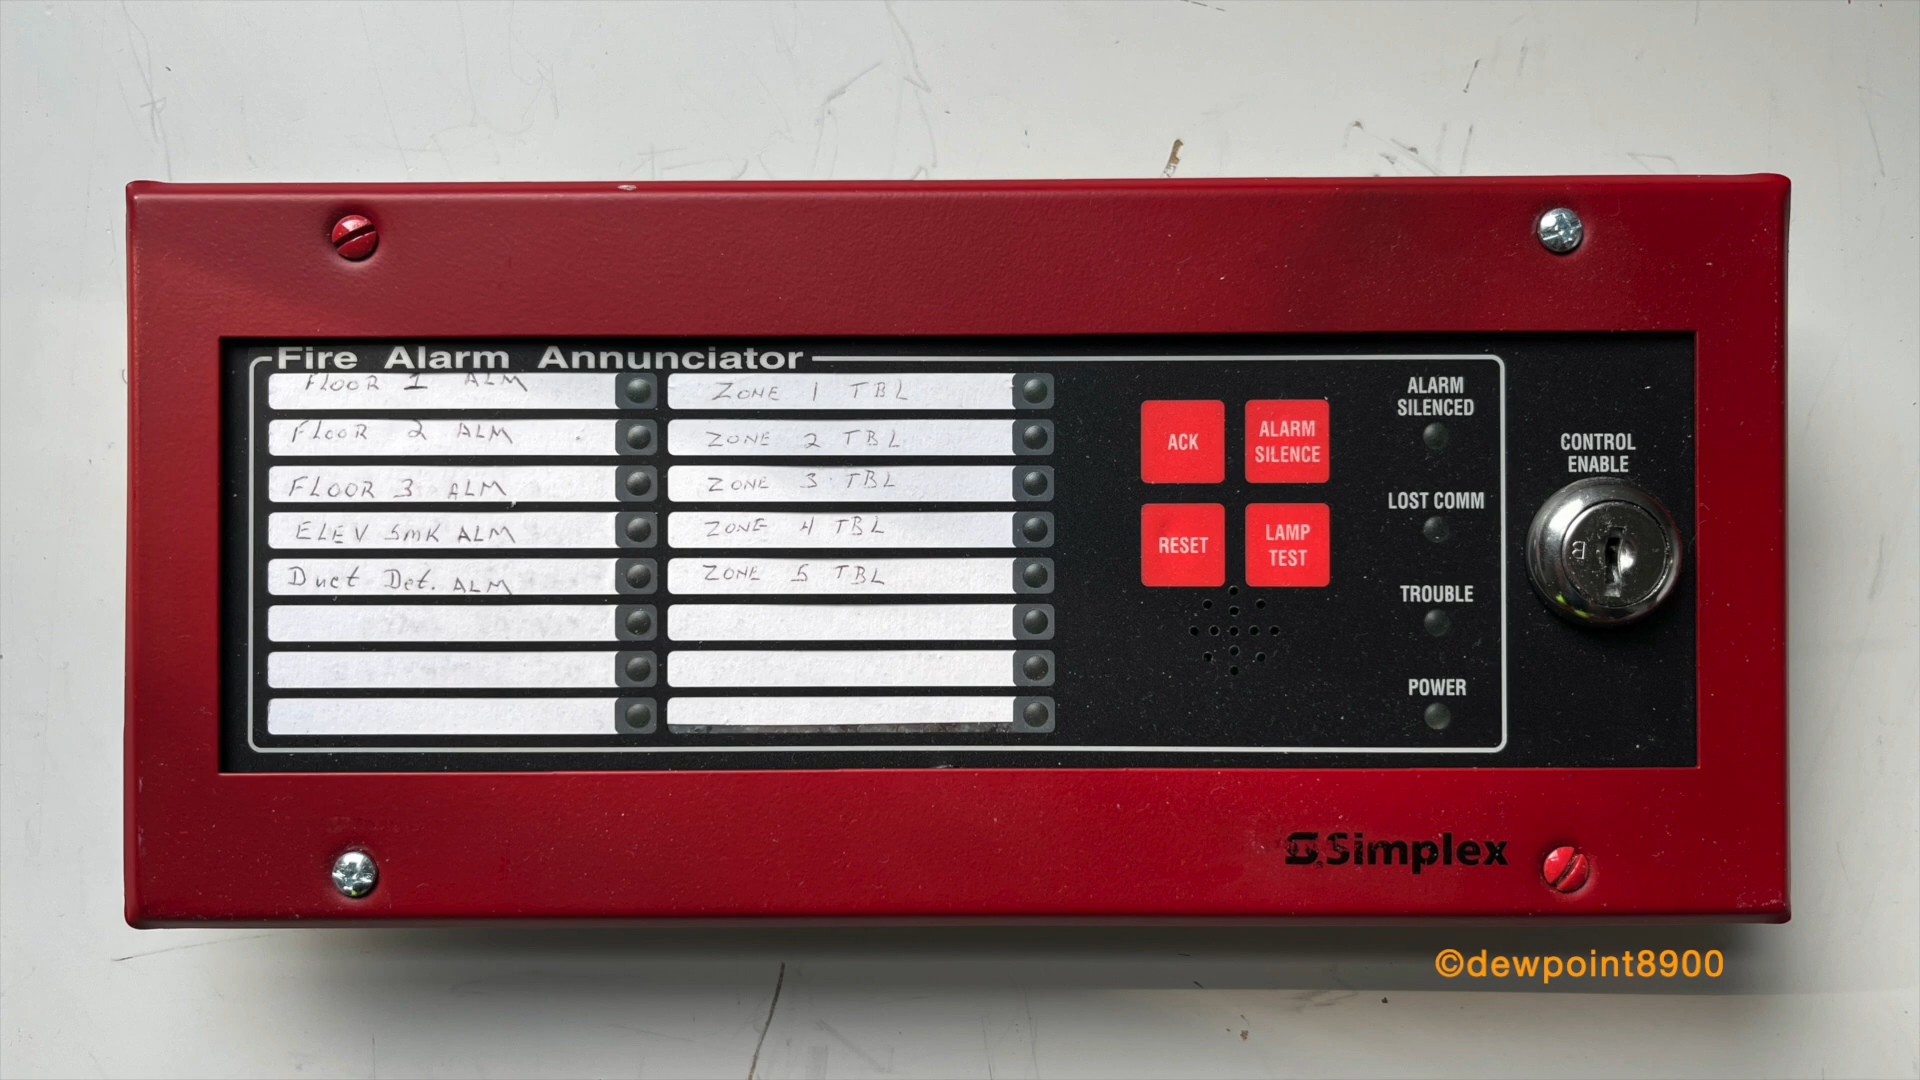 Fire Alarm Annunciator
FLOOR 1 ALM
FLOOR 2 ALM
FLOOR 3 ALM
ELEV SMK ALM
Duct Det. ALM
ZONE 1 TBL
ZONE 2 TBL
ZONE 3 TBL
ZONE 4 TBL
ZONE 5 TBL
ACK
ALARM
SILENCE
RESET
LAMP
TEST
ALARM
SILENCED
LOST COMM
TROUBLE
POWER
CONTROL
ENABLE
B
Simplex
©dewpoint8900